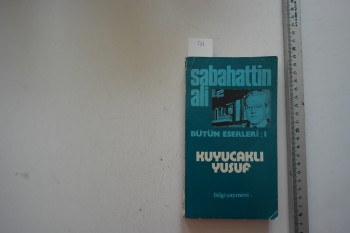 sabahattin
ali
BÜTÜN ESERLERİ : 1
KUYUCAKLI
YUSUF
bilgi yayınevi